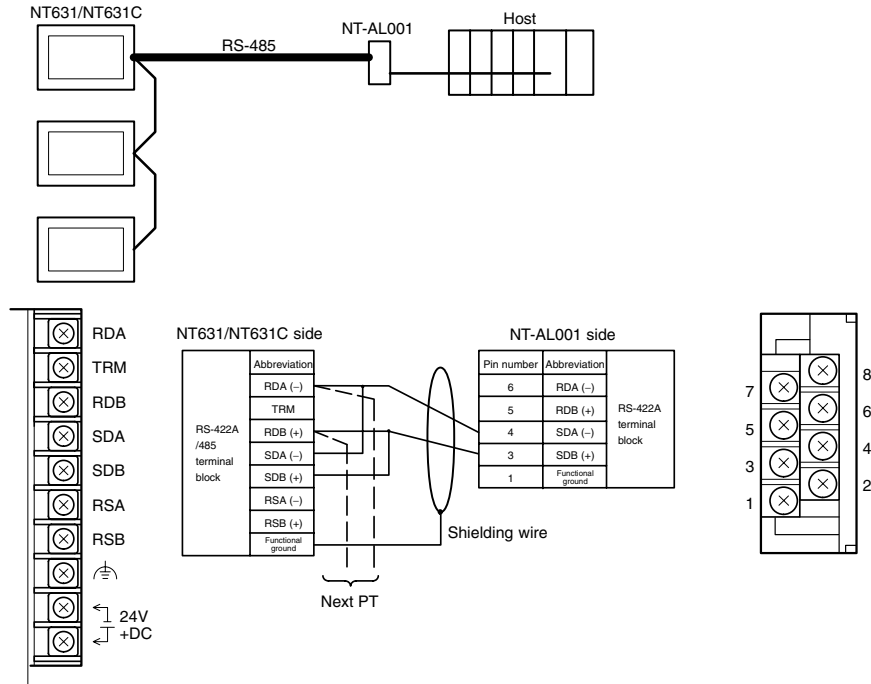 NT631/NT631C
NT-AL001
Host
RS-485
RDA
TRM
RDB
SDA
SDB
RSA
RSB
24V
+DC
NT631/NT631C side
Abbreviation
RDA (−)
TRM
RDB (+)
SDA (−)
SDB (+)
RSA (−)
RSB (+)
Functional
ground
RS-422A
/485
terminal
block
Next PT
Shielding wire
NT-AL001 side
Pin number Abbreviation
6 RDA (−)
5 RDB (+)
4 SDA (−)
3 SDB (+)
1 Functional
ground
RS-422A
terminal
block
7
5
3
1
8
6
4
2